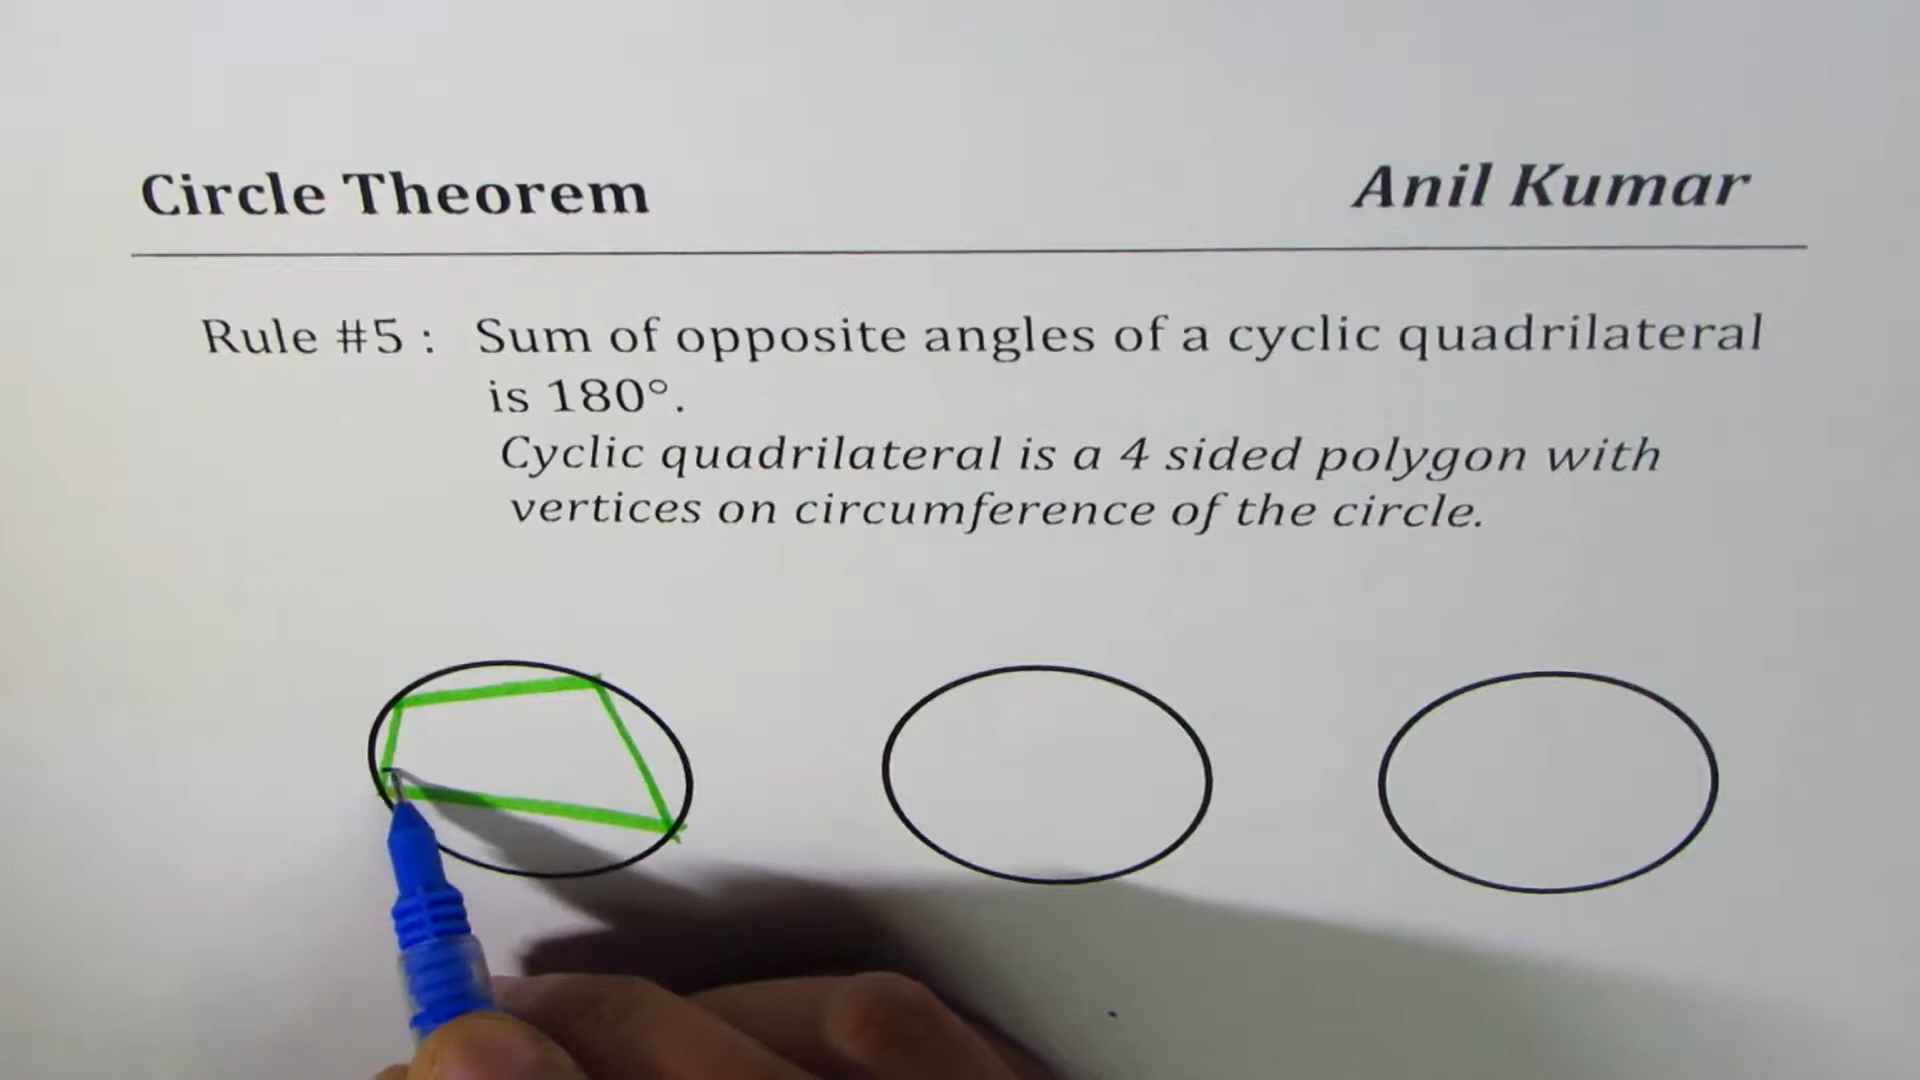 Circle Theorem Anil Kumar
Rule #5 : Sum of opposite angles of a cyclic quadrilateral
is 180°.
Cyclic quadrilateral is a 4 sided polygon with
vertices on circumference of the circle.